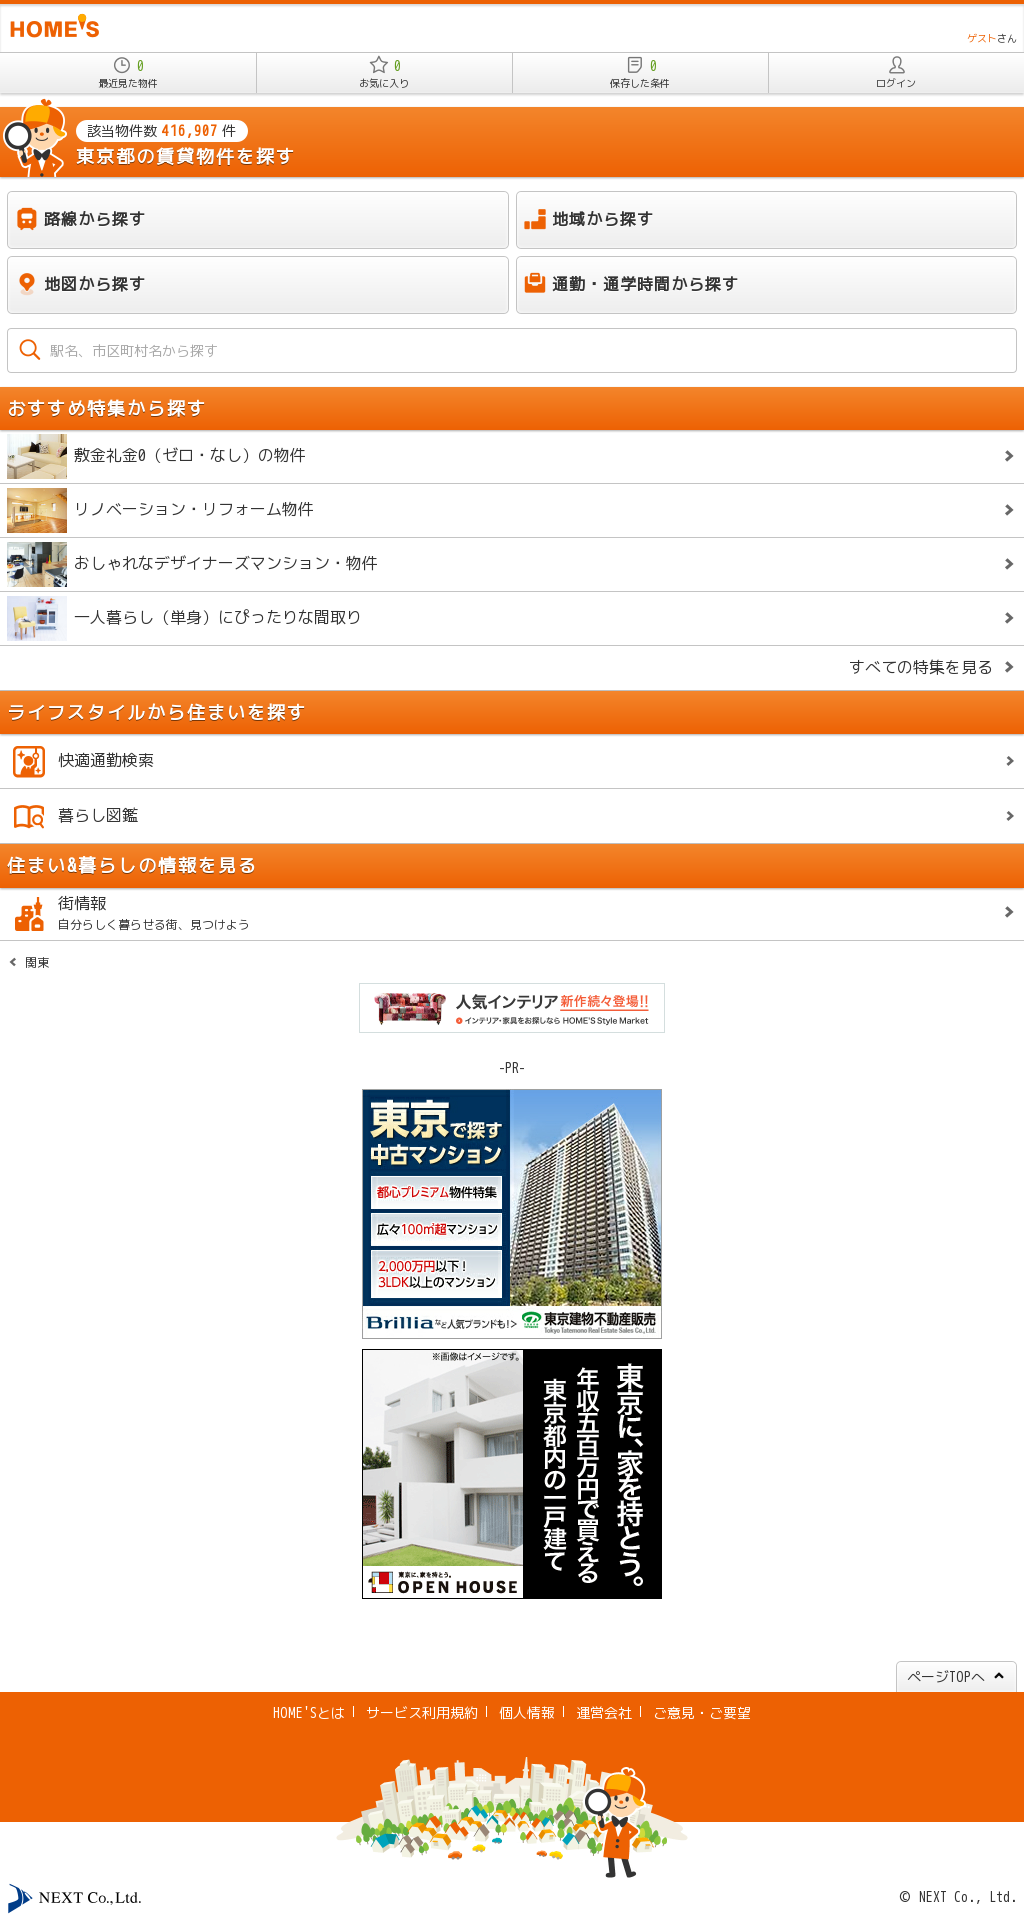 HOME'S
ゲストさん
0
最近見た物件
0
お気に入り
0
保存した条件
ログイン
該当物件数 416,907 件
東京都の賃貸物件を探す
路線から探す
地域から探す
地図から探す
通勤・通学時間から探す
駅名、市区町村名から探す
おすすめ特集から探す
敷金礼金0（ゼロ・なし）の物件
リノベーション・リフォーム物件
おしゃれなデザイナーズマンション・物件
一人暮らし（単身）にぴったりな間取り
すべての特集を見る
ライフスタイルから住まいを探す
快適通勤検索
暮らし図鑑
住まい&暮らしの情報を見る
街情報
自分らしく暮らせる街、見つけよう
関東
人気インテリア新作続々登場!!
インテリア・家具をお探しなら HOME'S Style Market
-PR-
東京で探す
中古マンション
都心プレミアム物件特集
広々100㎡超マンション
2,000万円以下！
3LDK以上のマンション
Brilliaなど人気ブランドも!>
東京建物不動産販売
Tokyo Tatemono Real Estate Sales Co.,Ltd.
※画像はイメージです。
東京に、家を持とう。
年収五百万円で買える
東京都内の一戸建て
東京に、家を持とう。
OPEN HOUSE
ページTOPへ
HOME'Sとは
サービス利用規約
個人情報
運営会社
ご意見・ご要望
NEXT Co.,Ltd.
© NEXT Co., Ltd.